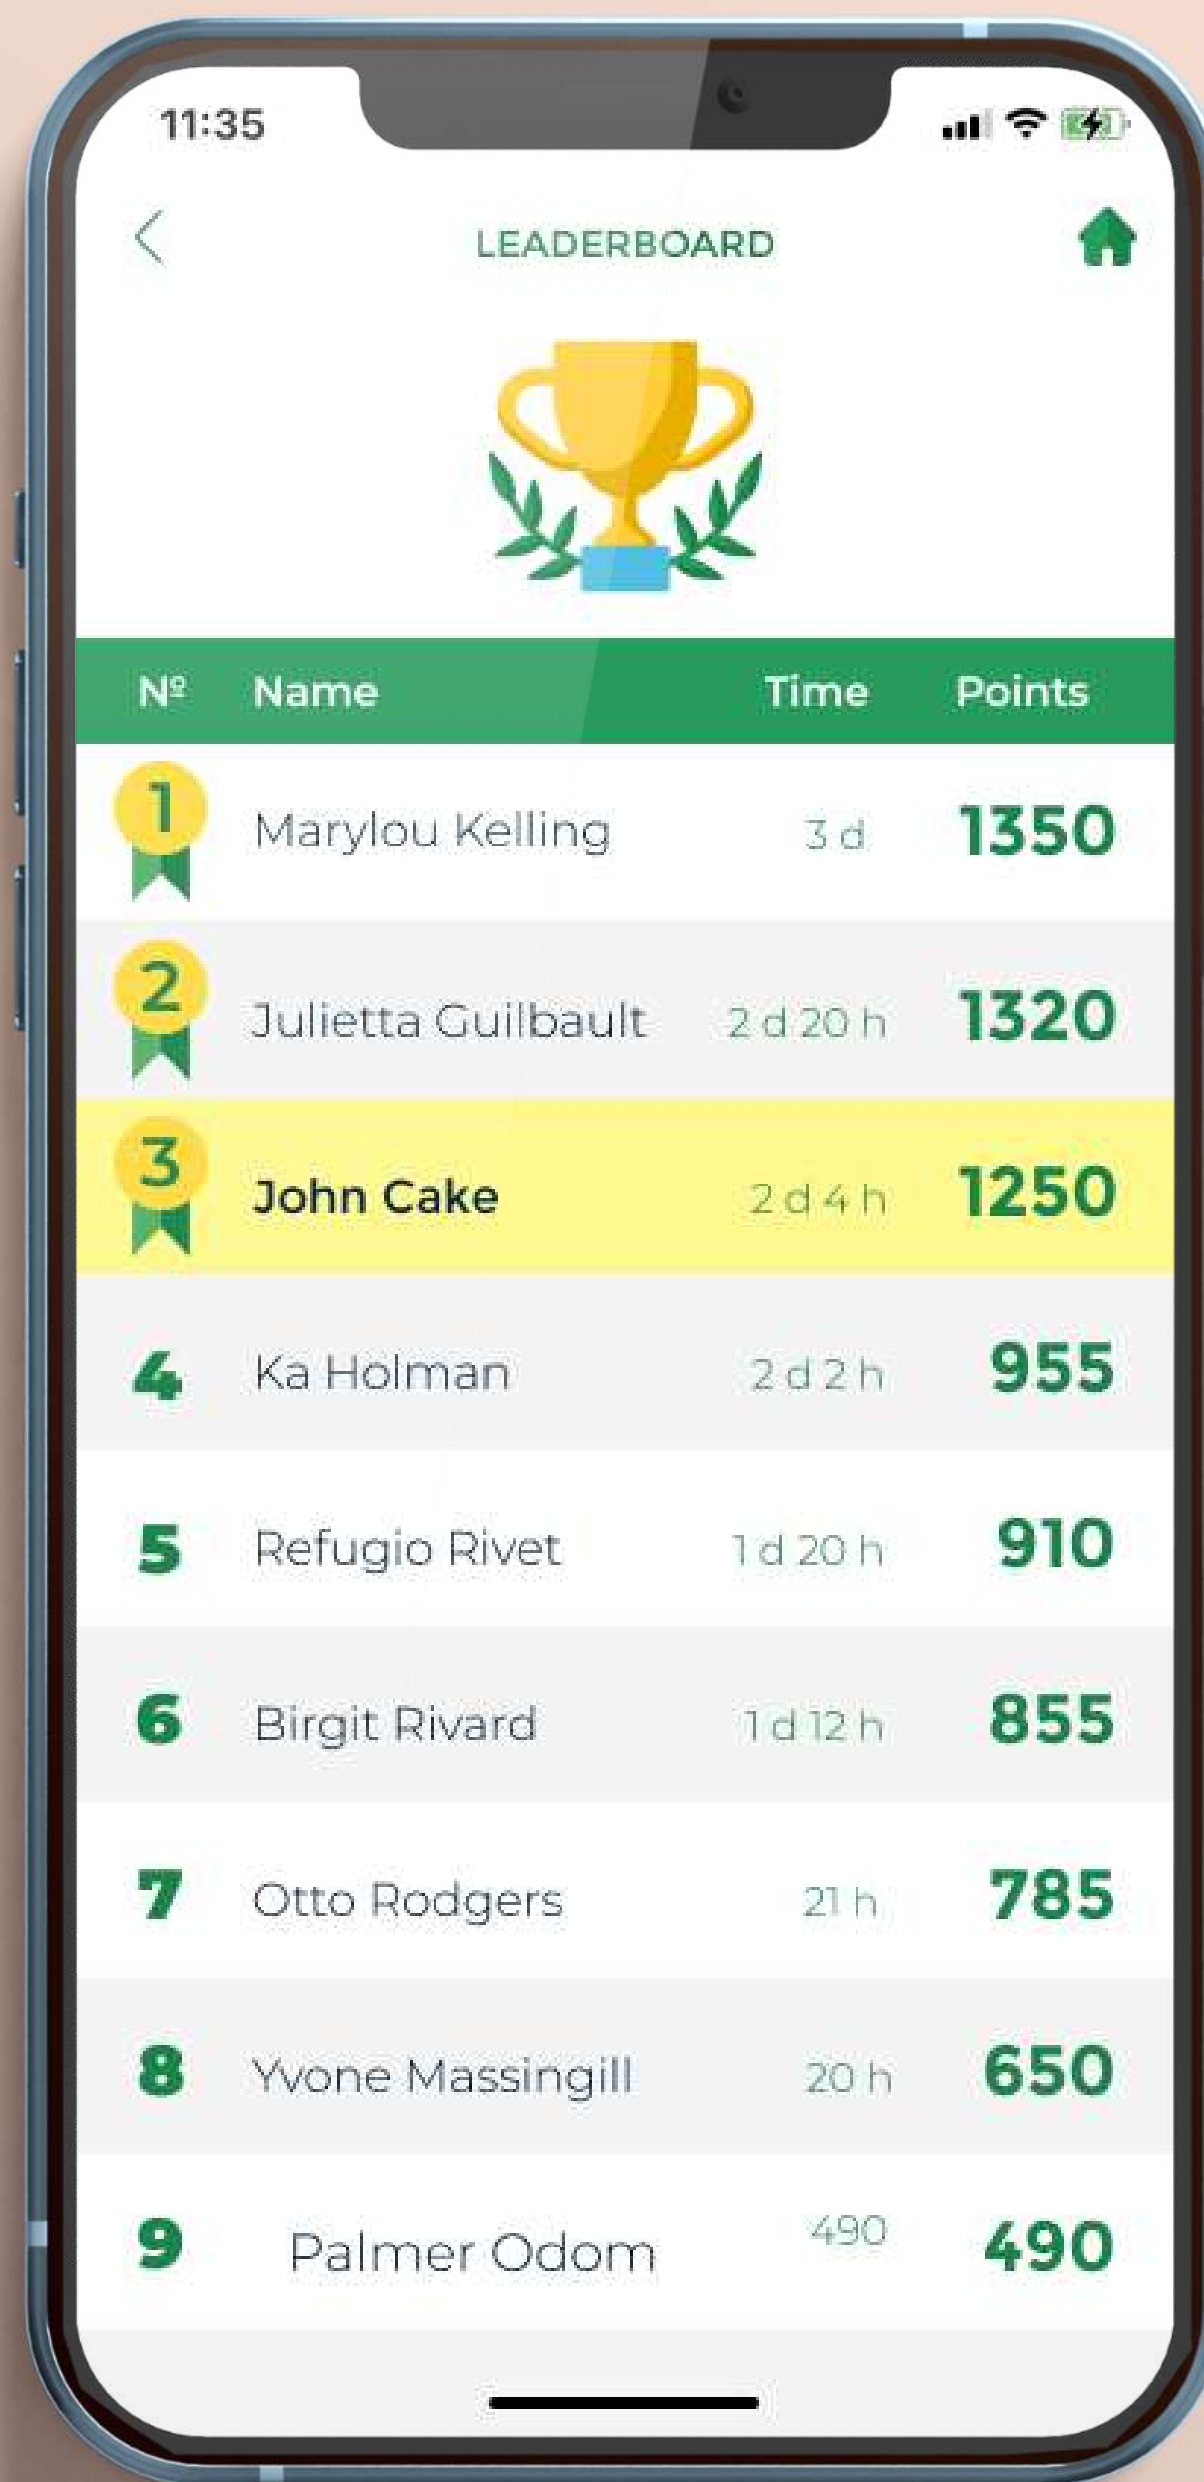 11:35
LEADERBOARD
Nº Name Time Points
1 Marylou Kelling 3 d 1350
2 Julietta Guilbault 2 d 20 h 1320
3 John Cake 2 d 4 h 1250
4 Ka Holman 2 d 2 h 955
5 Refugio Rivet 1 d 20 h 910
6 Birgit Rivard 1 d 12 h 855
7 Otto Rodgers 21 h 785
8 Yvone Massingill 20 h 650
9 Palmer Odom 490 490